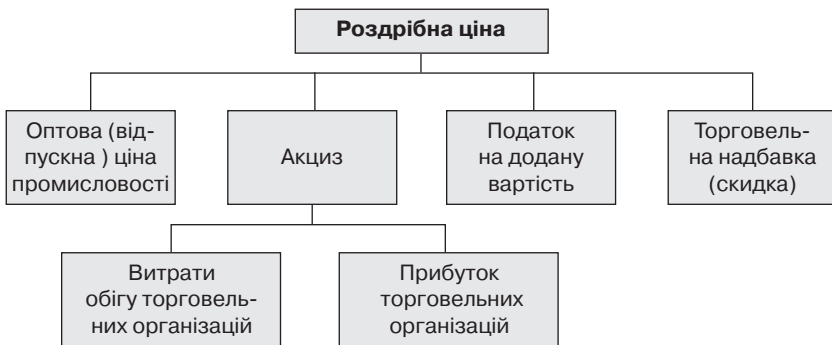 Роздрібна ціна
Оптова (від-
пускна ) ціна
промисловості
Акциз
Податок
на додану
вартість
Торговель-
на надбавка
(скидка)
Витрати
обігу торговель-
них організацій
Прибуток
торговельних
організацій